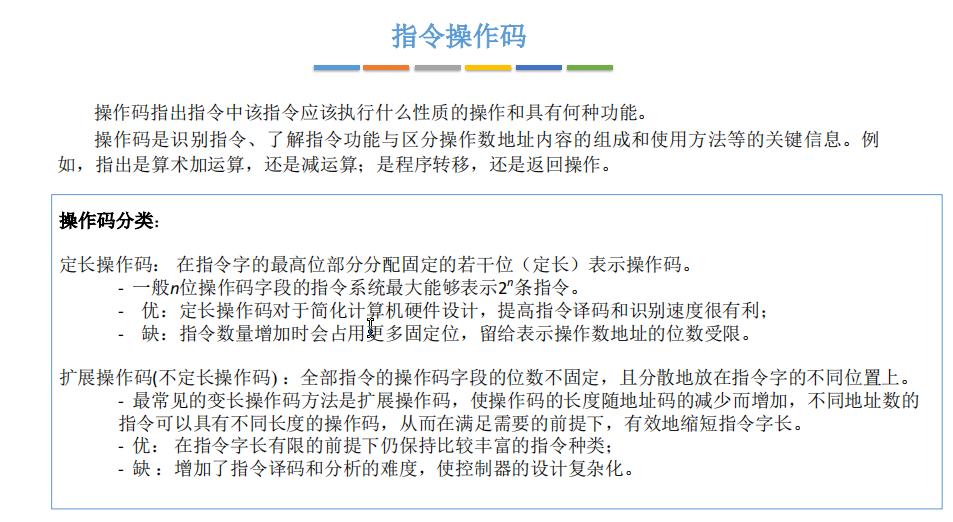 指令操作码
操作码指出指令中该指令应该执行什么性质的操作和具有何种功能。
操作码是识别指令、了解指令功能与区分操作数地址内容的组成和使用方法等的关键信息。例
如，指出是算术加运算，还是减运算；是程序转移，还是返回操作。
操作码分类：
定长操作码： 在指令字的最高位部分分配固定的若干位（定长）表示操作码。
- 一般n位操作码字段的指令系统最大能够表示2ⁿ条指令。
- 优：定长操作码对于简化计算机硬件设计，提高指令译码和识别速度很有利；
- 缺：指令数量增加时会占用更多固定位，留给表示操作数地址的位数受限。
扩展操作码(不定长操作码)：全部指令的操作码字段的位数不固定，且分散地放在指令字的不同位置上。
- 最常见的变长操作码方法是扩展操作码，使操作码的长度随地址码的减少而增加，不同地址数的
指令可以具有不同长度的操作码，从而在满足需要的前提下，有效地缩短指令字长。
- 优： 在指令字长有限的前提下仍保持比较丰富的指令种类；
- 缺：增加了指令译码和分析的难度，使控制器的设计复杂化。